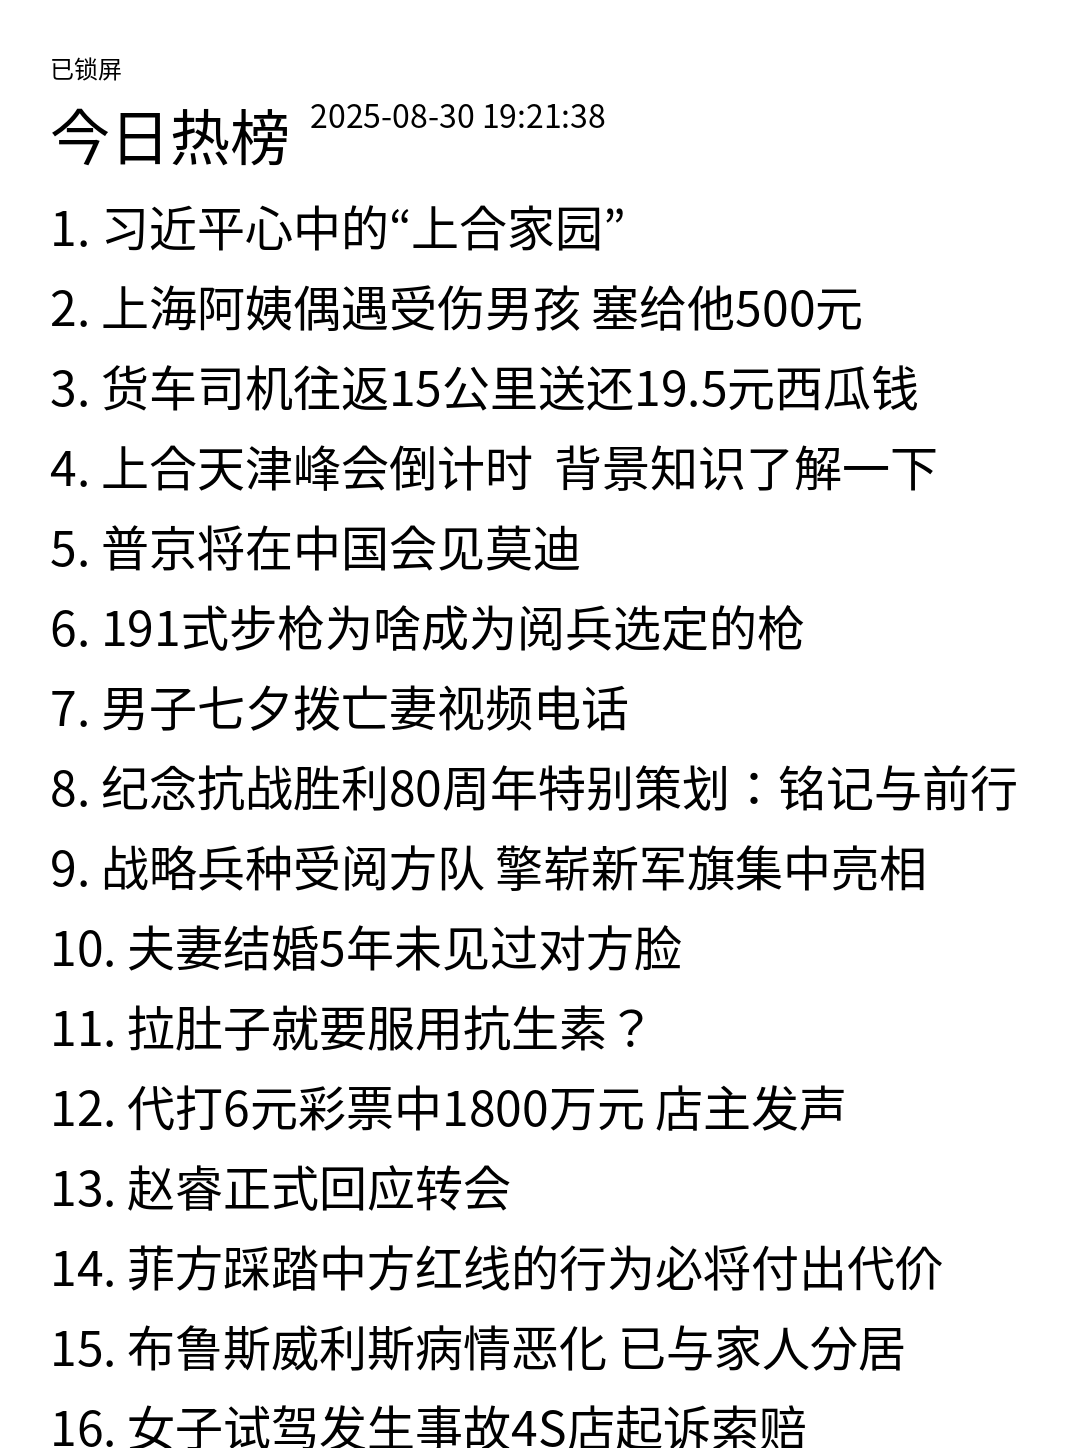 已锁屏
今日热榜 2025-08-30 19:21:38
1. 习近平心中的“上合家园”
2. 上海阿姨偶遇受伤男孩 塞给他500元
3. 货车司机往返15公里送还19.5元西瓜钱
4. 上合天津峰会倒计时  背景知识了解一下
5. 普京将在中国会见莫迪
6. 191式步枪为啥成为阅兵选定的枪
7. 男子七夕拨亡妻视频电话
8. 纪念抗战胜利80周年特别策划：铭记与前行
9. 战略兵种受阅方队 擎崭新军旗集中亮相
10. 夫妻结婚5年未见过对方脸
11. 拉肚子就要服用抗生素？
12. 代打6元彩票中1800万元 店主发声
13. 赵睿正式回应转会
14. 菲方踩踏中方红线的行为必将付出代价
15. 布鲁斯威利斯病情恶化 已与家人分居
16. 女子试驾发生事故4S店起诉索赔